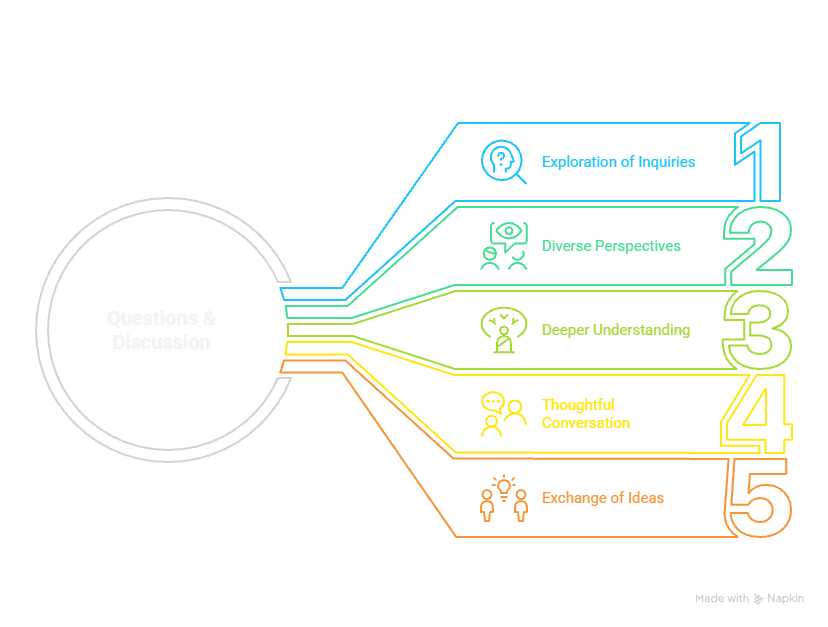 Questions &
Discussion
Exploration of Inquiries
1
Diverse Perspectives
2
Deeper Understanding
3
Thoughtful
Conversation
4
Exchange of Ideas
5
Made with Napkin